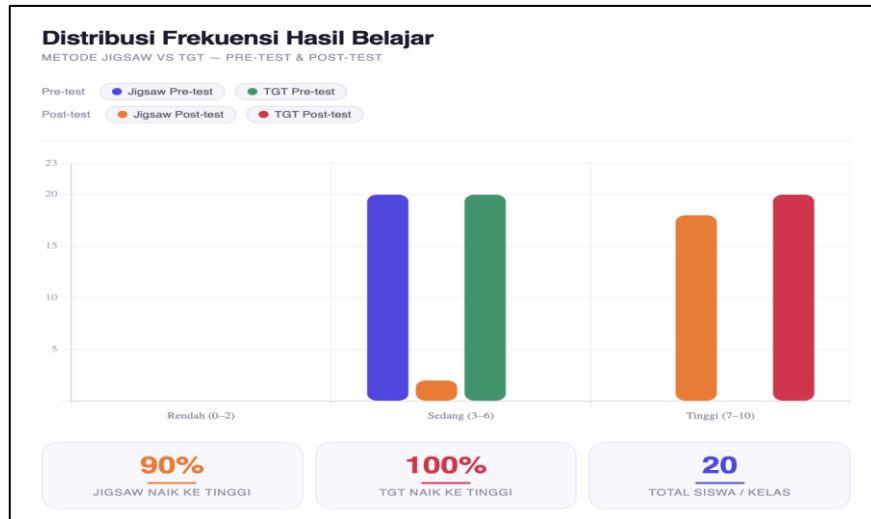 Distribusi Frekuensi Hasil Belajar
METODE JIGSAW VS TGT — PRE-TEST & POST-TEST
Pre-test Jigsaw Pre-test TGT Pre-test
Post-test Jigsaw Post-test TGT Post-test
23
20
15
10
5
Rendah (0–2) Sedang (3–6) Tinggi (7–10)
90% 100% 20
JIGSAW NAIK KE TINGGI TGT NAIK KE TINGGI TOTAL SISWA / KELAS